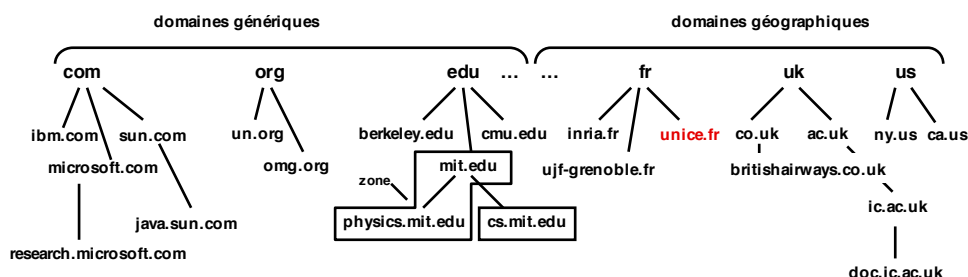 domaines génériques domaines géographiques
com org edu ... ... fr uk us
ibm.com sun.com un.org berkeley.edu cmu.edu inria.fr unice.fr co.uk ac.uk ny.us ca.us
microsoft.com omg.org mit.edu ujf-grenoble.fr britishairways.co.uk
zone
java.sun.com physics.mit.edu cs.mit.edu ic.ac.uk
research.microsoft.com doc.ic.ac.uk